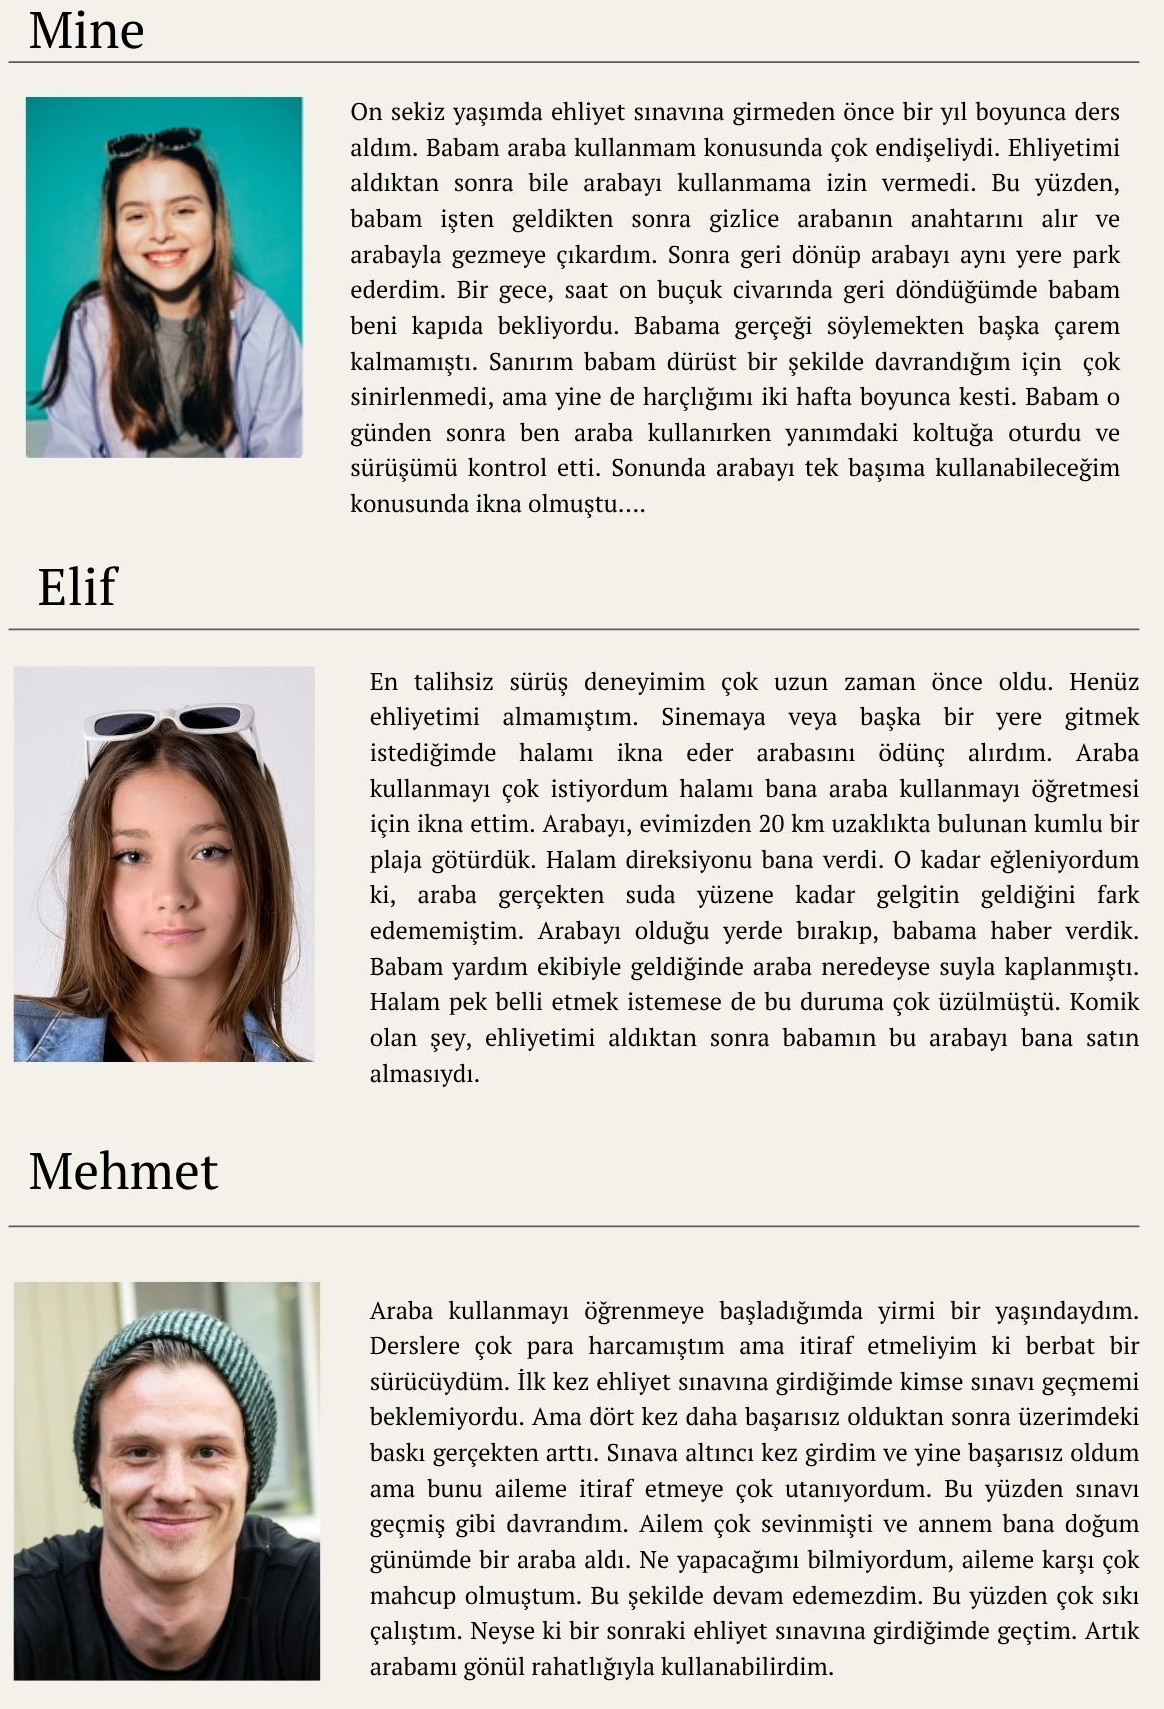 Mine
On sekiz yaşımda ehliyet sınavına girmeden önce bir yıl boyunca ders
aldım. Babam araba kullanmam konusunda çok endişeliydi. Ehliyetimi
aldıktan sonra bile arabayı kullanmama izin vermedi. Bu yüzden,
babam işten geldikten sonra gizlice arabanın anahtarını alır ve
arabayla gezmeye çıkardım. Sonra geri dönüp arabayı aynı yere park
ederdim. Bir gece, saat on buçuk civarında geri döndüğümde babam
beni kapıda bekliyordu. Babama gerçeği söylemekten başka çarem
kalmamıştı. Sanırım babam dürüst bir şekilde davrandığım için çok
sinirlenmedi, ama yine de harçlığımı iki hafta boyunca kesti. Babam o
günden sonra ben araba kullanırken yanımdaki koltuğa oturdu ve
sürüşümü kontrol etti. Sonunda arabayı tek başıma kullanabileceğim
konusunda ikna olmuştu....
Elif
En talihsiz sürüş deneyimim çok uzun zaman önce oldu. Henüz
ehliyetimi almamıştım. Sinemaya veya başka bir yere gitmek
istediğimde halamı ikna eder arabasını ödünç alırdım. Araba
kullanmayı çok istiyordum halamı bana araba kullanmayı öğretmesi
için ikna ettim. Arabayı, evimizden 20 km uzaklıkta bulunan kumlu bir
plaja götürdük. Halam direksiyonu bana verdi. O kadar eğleniyordum
ki, araba gerçekten suda yüzene kadar gelgitin geldiğini fark
edememiştim. Arabayı olduğu yerde bırakıp, babama haber verdik.
Babam yardım ekibiyle geldiğinde araba neredeyse suyla kaplanmıştı.
Halam pek belli etmek istemese de bu duruma çok üzülmüştü. Komik
olan şey, ehliyetimi aldıktan sonra babamın bu arabayı bana satın
almasıydı.
Mehmet
Araba kullanmayı öğrenmeye başladığımda yirmi bir yaşındaydım.
Derslere çok para harcamıştım ama itiraf etmeliyim ki berbat bir
sürücüydüm. İlk kez ehliyet sınavına girdiğimde kimse sınavı geçmemi
beklemiyordu. Ama dört kez daha başarısız olduktan sonra üzerimdeki
baskı gerçekten arttı. Sınava altıncı kez girdim ve yine başarısız oldum
ama bunu aileme itiraf etmeye çok utanıyordum. Bu yüzden sınavı
geçmiş gibi davrandım. Ailem çok sevinmişti ve annem bana doğum
günümde bir araba aldı. Ne yapacağımı bilmiyordum, aileme karşı çok
mahcup olmuştum. Bu şekilde devam edemezdim. Bu yüzden çok sıkı
çalıştım. Neyse ki bir sonraki ehliyet sınavına girdiğimde geçtim. Artık
arabamı gönül rahatlığıyla kullanabilirdim.